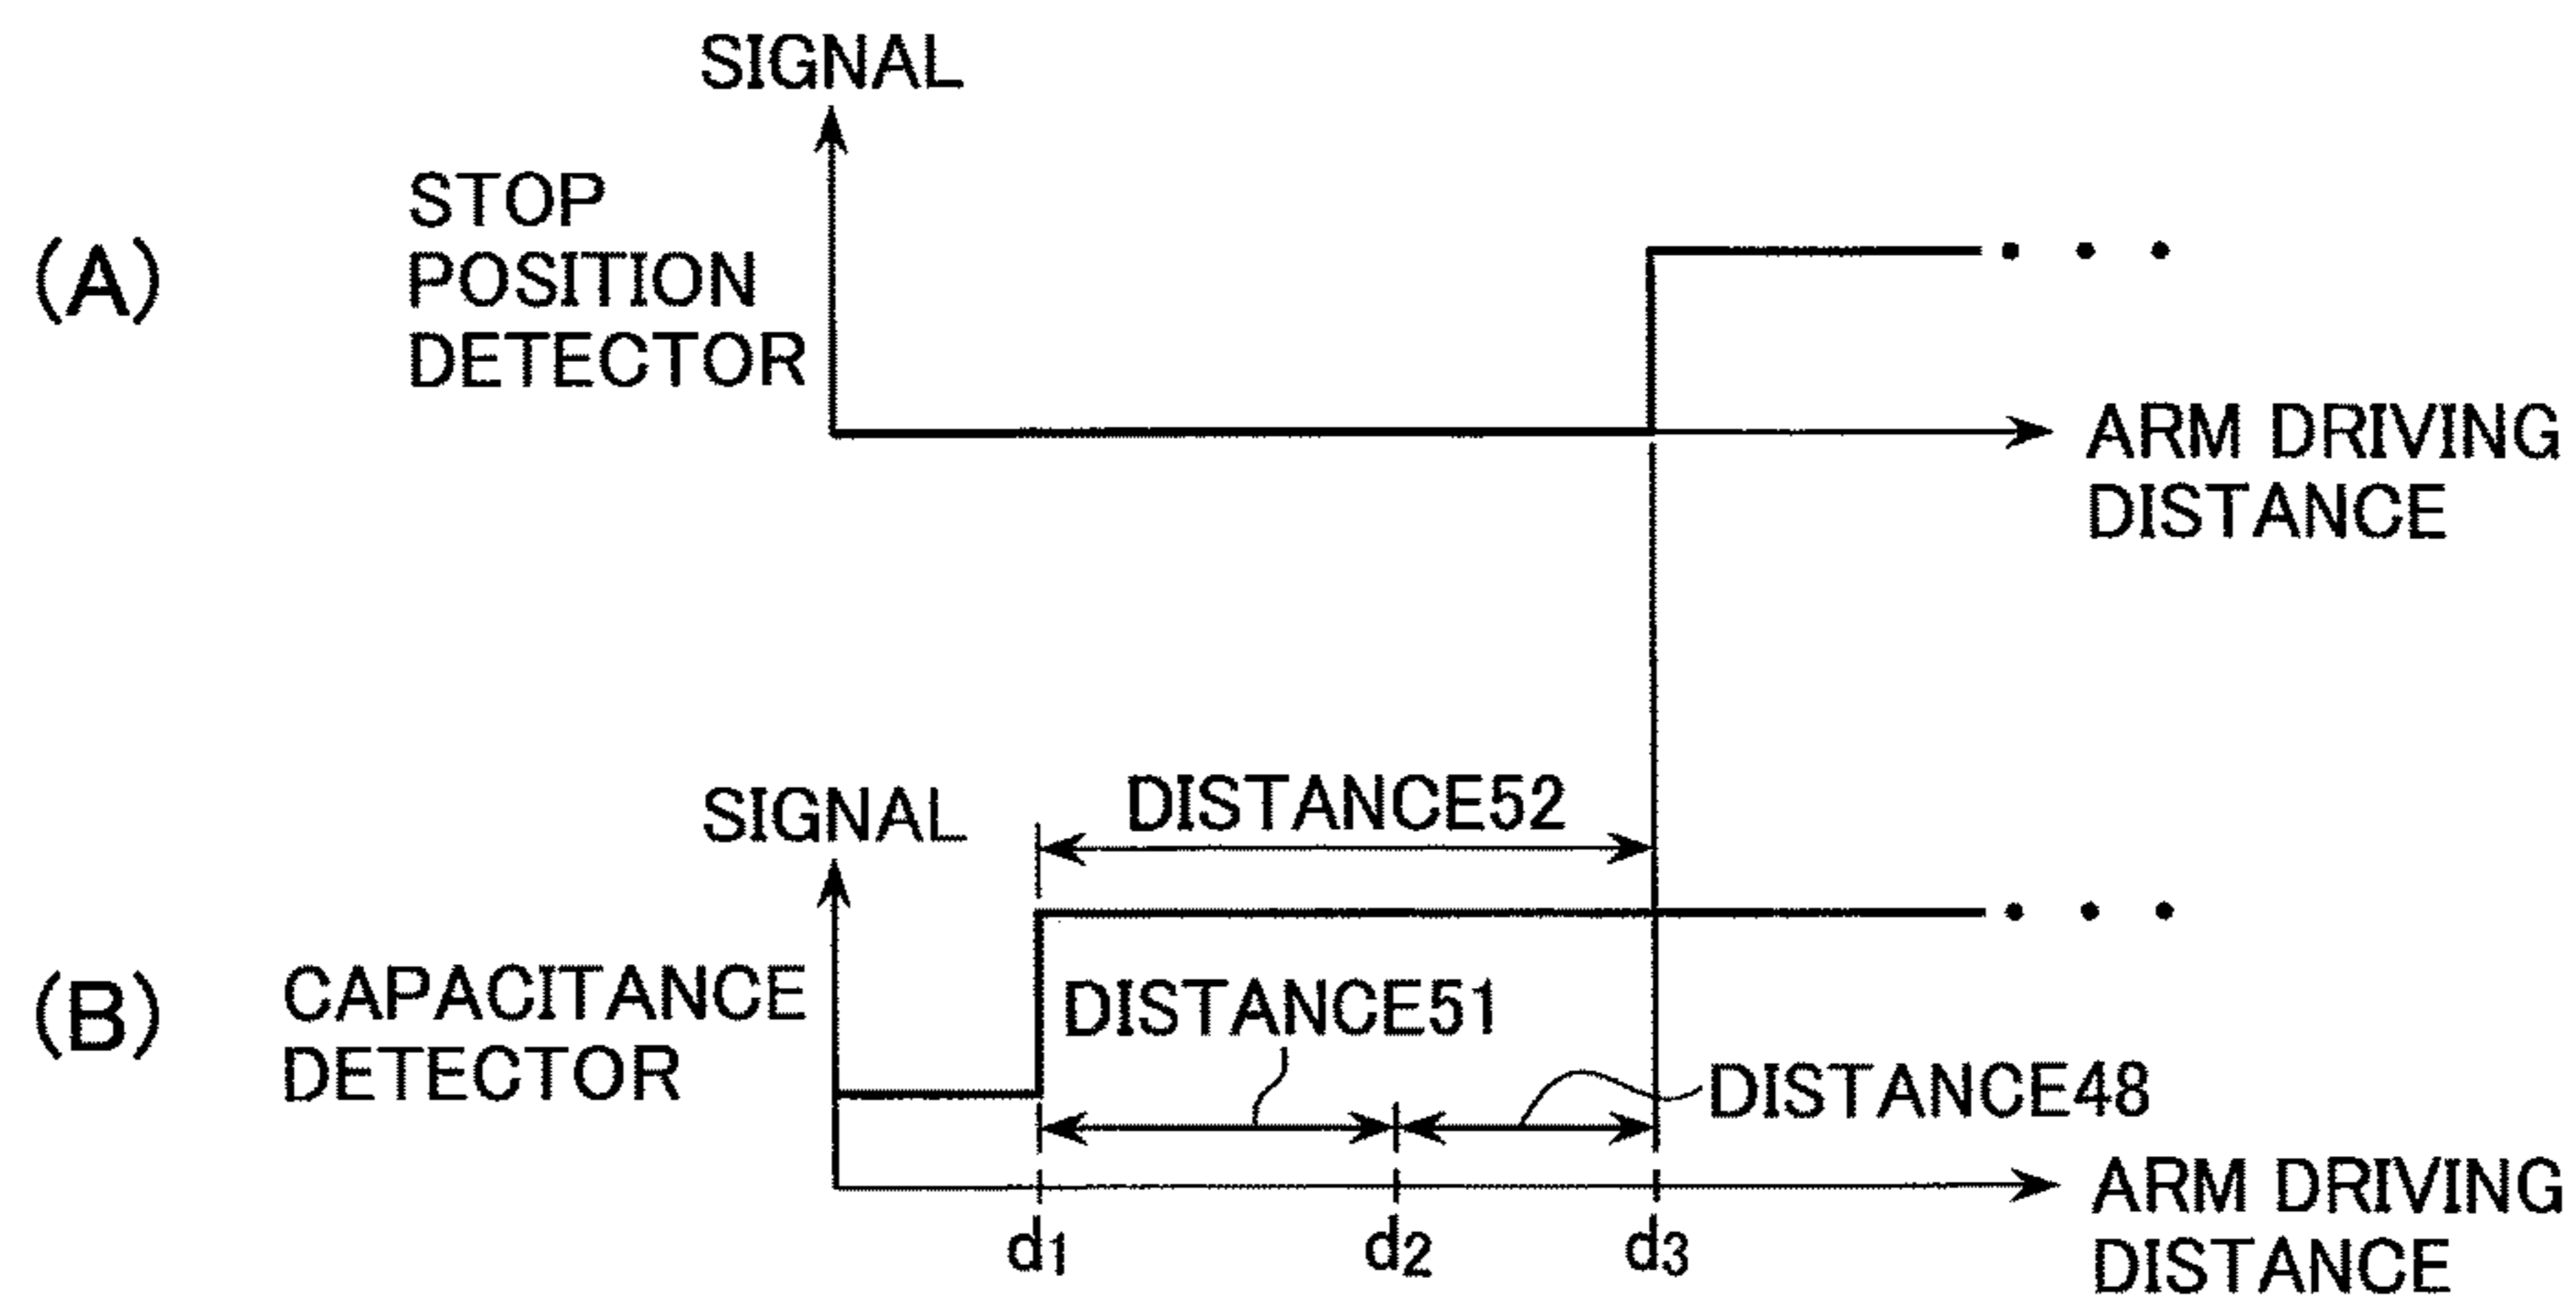 SIGNAL
(A)
STOP
POSITION
DETECTOR
ARM DRIVING
DISTANCE
DISTANCE52
SIGNAL
(B)
CAPACITANCE
DETECTOR
DISTANCE51
DISTANCE48
ARM DRIVING
DISTANCE
d1 d2 d3